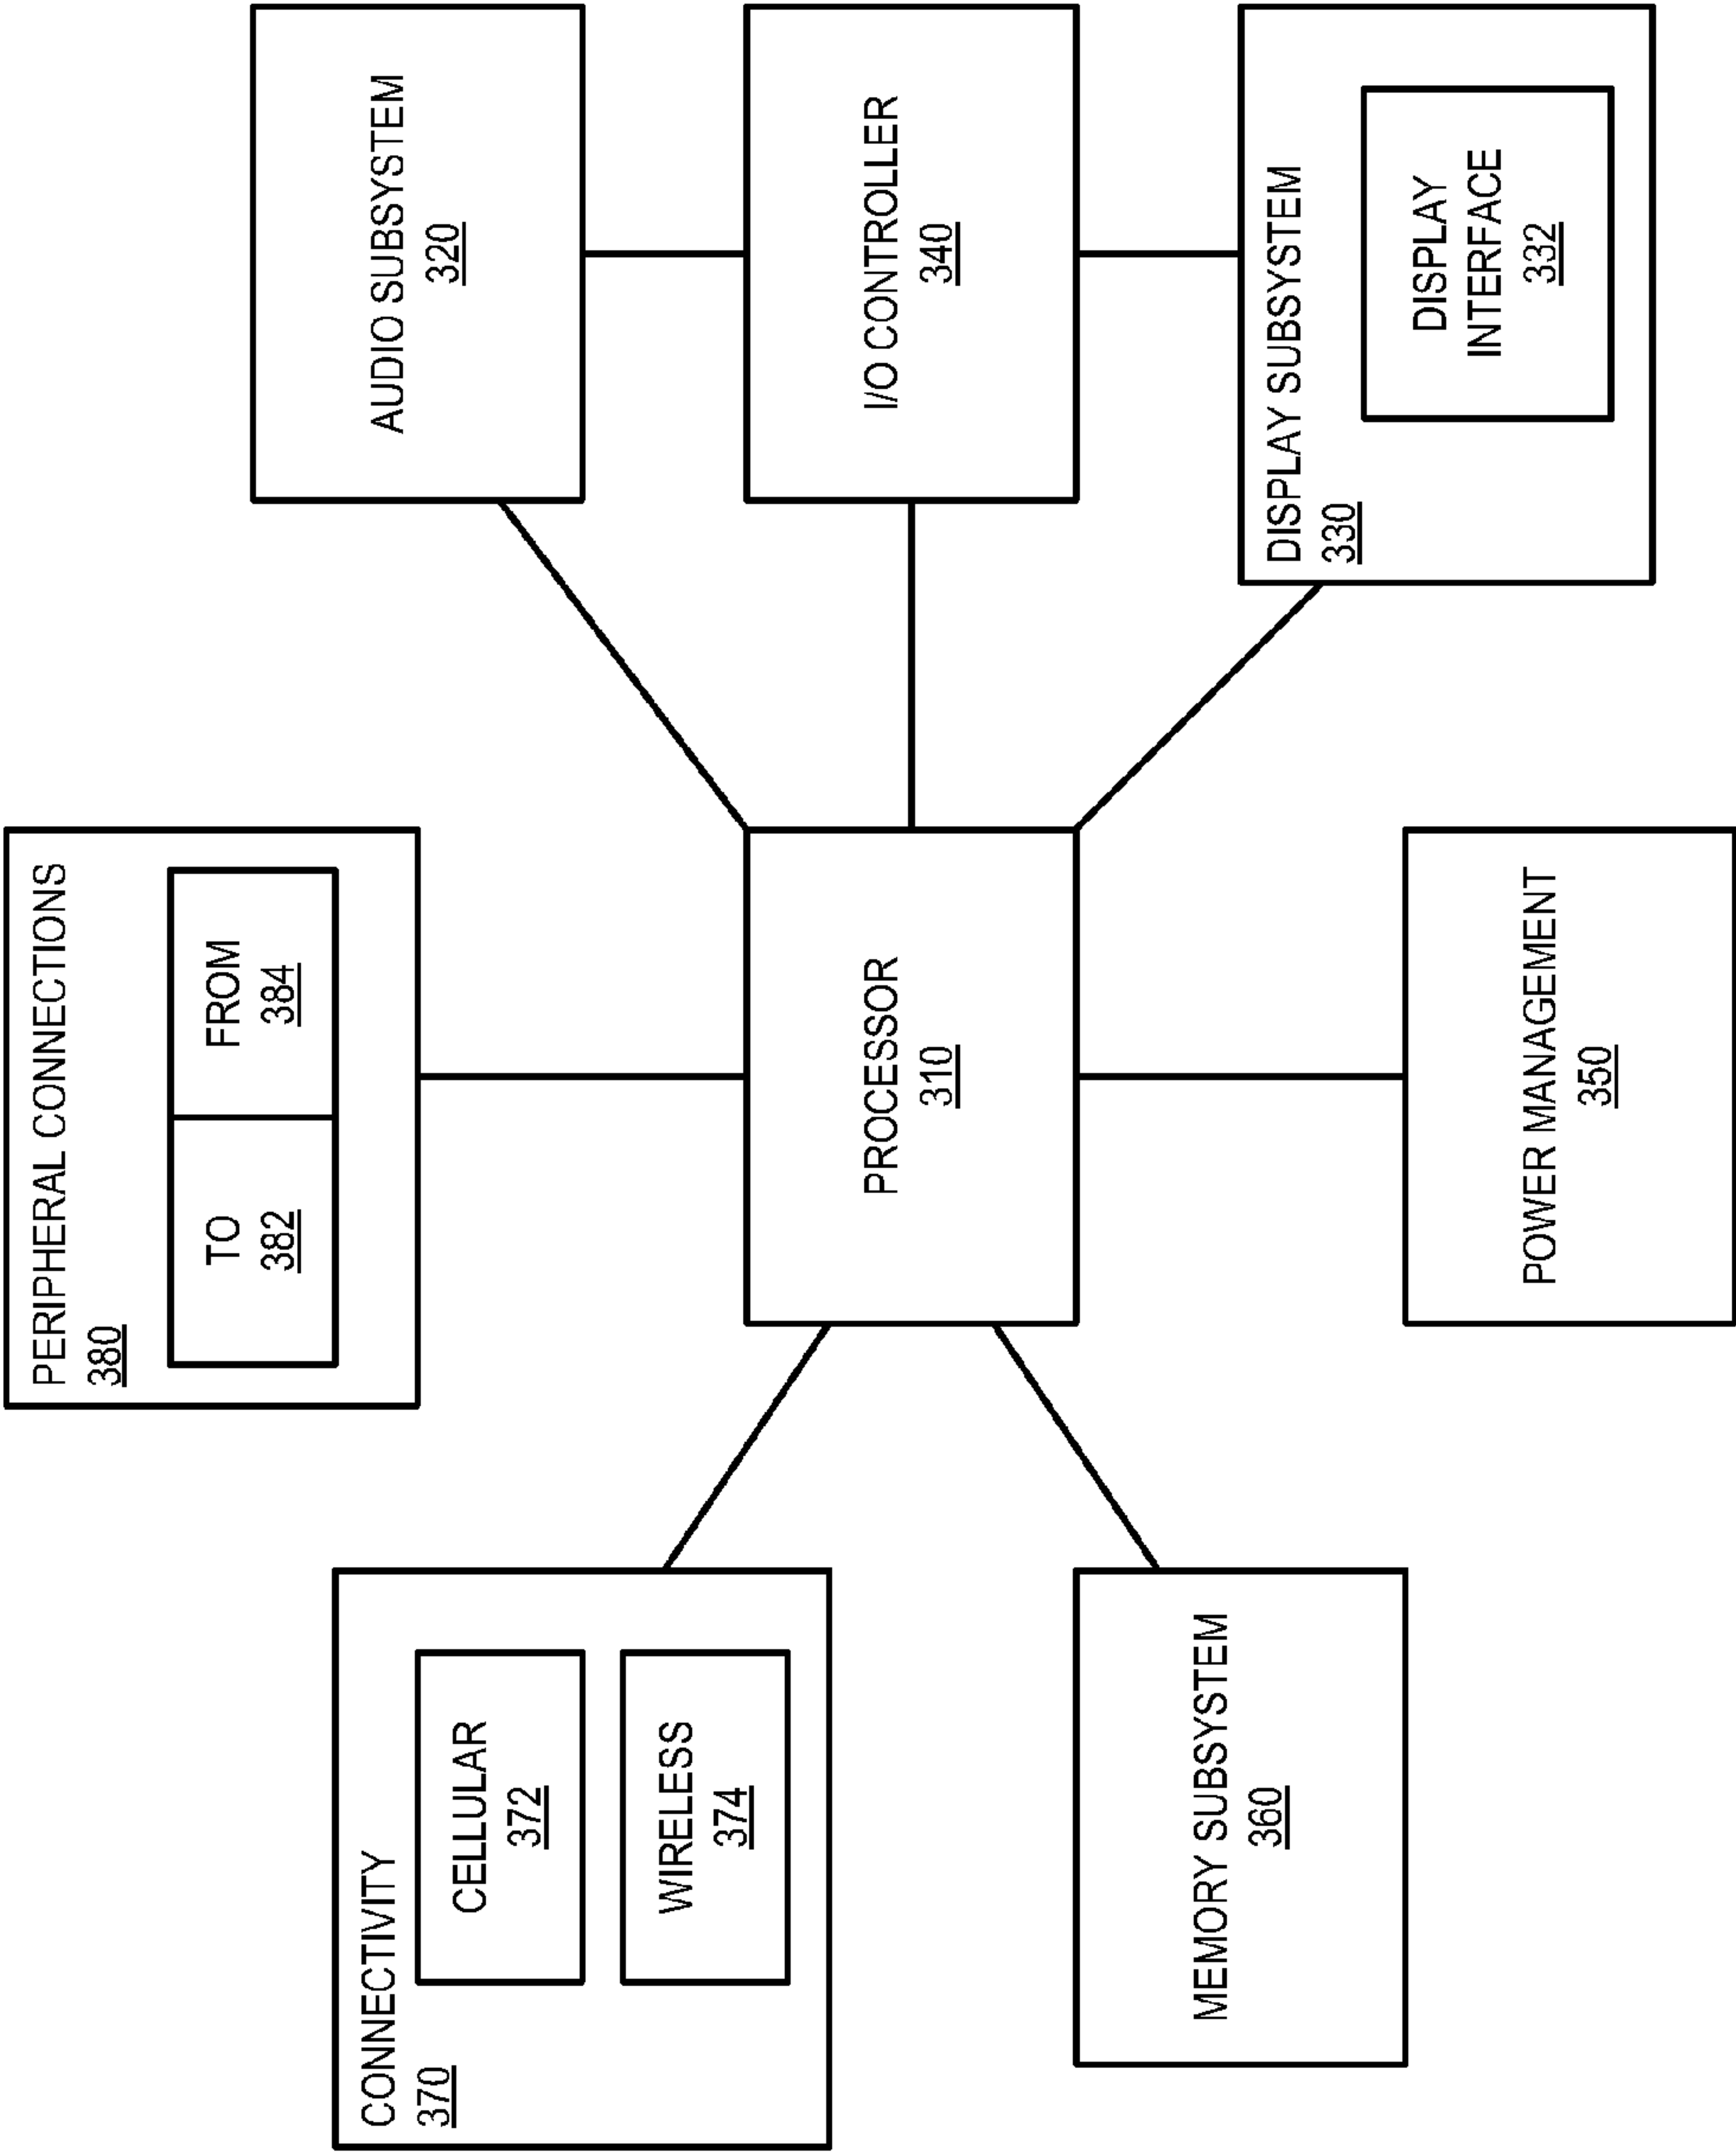 CONNECTIVITY
370
CELLULAR
372
WIRELESS
374
PERIPHERAL CONNECTIONS
380
TO
382
FROM
384
AUDIO SUBSYSTEM
320
PROCESSOR
310
I/O CONTROLLER
340
MEMORY SUBSYSTEM
360
POWER MANAGEMENT
350
DISPLAY SUBSYSTEM
330
DISPLAY
INTERFACE
332